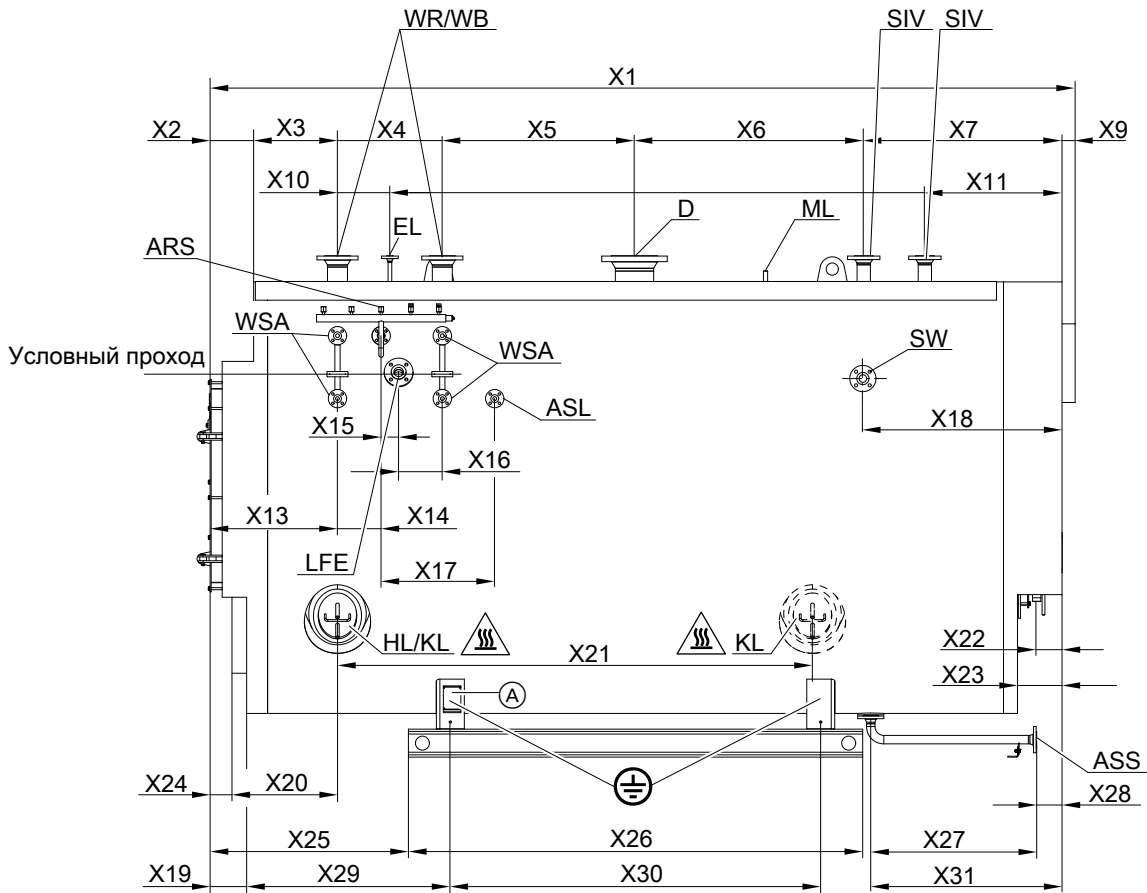 WR/WB SIV SIV
X1
X2 X3 X4 X5 X6 X7 X9
X10 X11
EL D ML
ARS
WSA SW
Условный проход WSA
ASL
X15 X18
X16
X13 X14
LFE X17
HL/KL KL X22
X21
X23
A
ASS
X24 X20 X28
X25 X26 X27
X19 X29 X30 X31